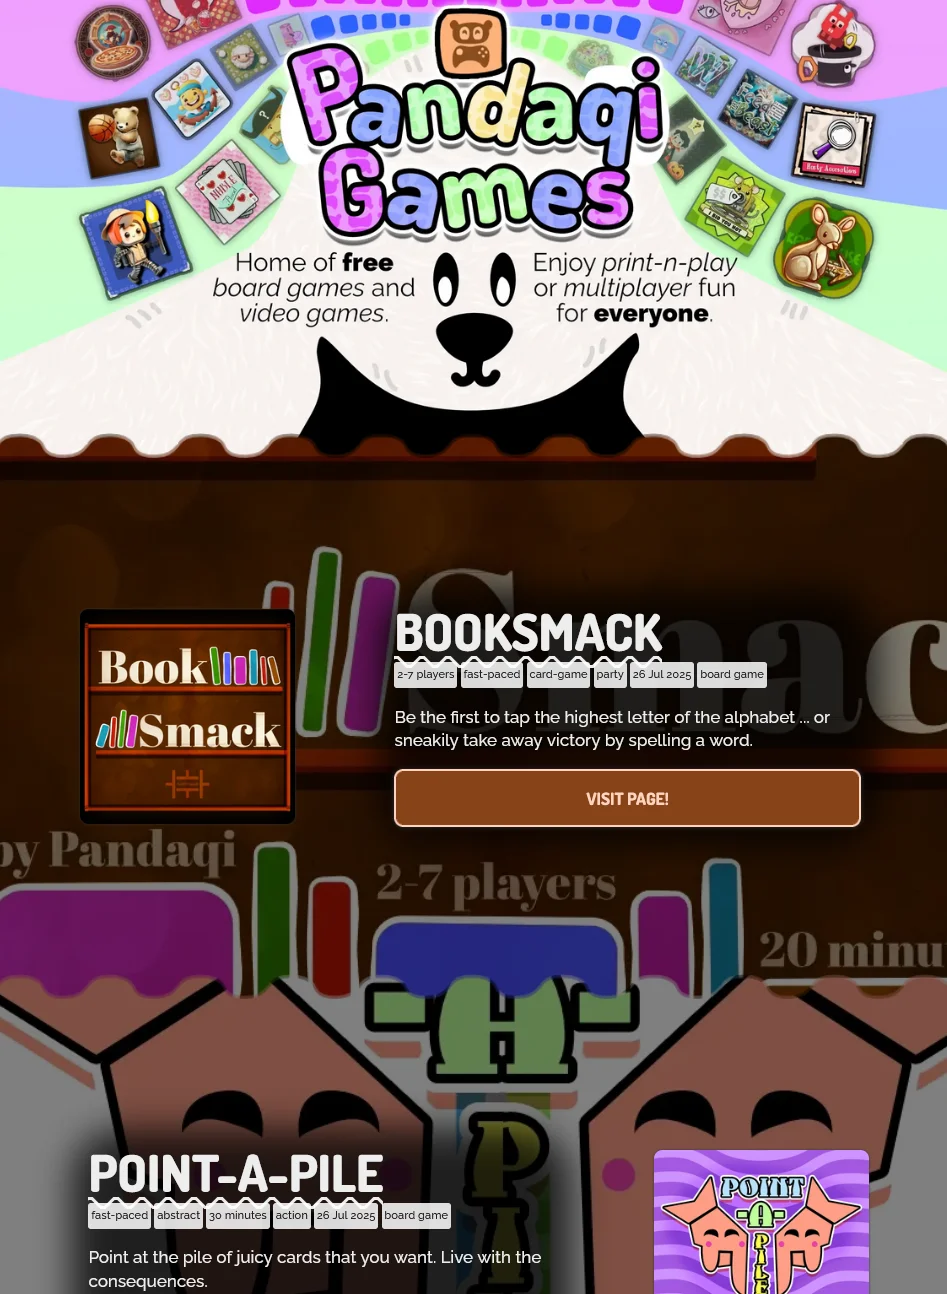 Pandaqi
Games
Home of free
board games and
video games.
Enjoy print-n-play
or multiplayer fun
for everyone.
NOBLE
Book
Smack
BOOKSMACK
2-7 players fast-paced card-game party 26 Jul 2025 board game
Be the first to tap the highest letter of the alphabet ... or
sneakily take away victory by spelling a word.
VISIT PAGE!
Smac
by Pandaqi
2-7 players
20 minu
A
PI
POINT-A-PILE
fast-paced abstract 30 minutes action 26 Jul 2025 board game
Point at the pile of juicy cards that you want. Live with the
consequences.
POINT
A
PILE